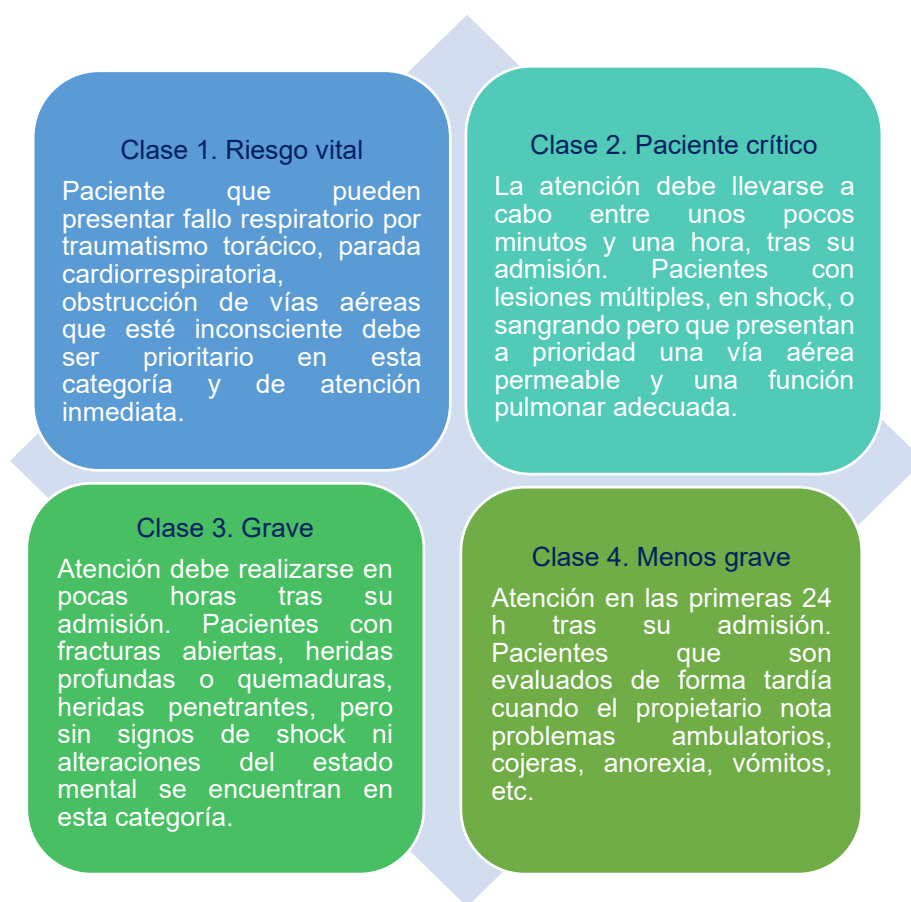 Clase 1. Riesgo vital
Paciente que pueden
presentar fallo respiratorio por
traumatismo torácico, parada
cardiorrespiratoria,
obstrucción de vías aéreas
que esté inconsciente debe
ser prioritario en esta
categoría y de atención
inmediata.
Clase 2. Paciente crítico
La atención debe llevarse a
cabo entre unos pocos
minutos y una hora, tras su
admisión. Pacientes con
lesiones múltiples, en shock, o
sangrando pero que presentan
a prioridad una vía aérea
permeable y una función
pulmonar adecuada.
Clase 3. Grave
Atención debe realizarse en
pocas horas tras su
admisión. Pacientes con
fracturas abiertas, heridas
profundas o quemaduras,
heridas penetrantes, pero
sin signos de shock ni
alteraciones del estado
mental se encuentran en
esta categoría.
Clase 4. Menos grave
Atención en las primeras 24
h tras su admisión.
Pacientes que son
evaluados de forma tardía
cuando el propietario nota
problemas ambulatorios,
cojeras, anorexia, vómitos,
etc.